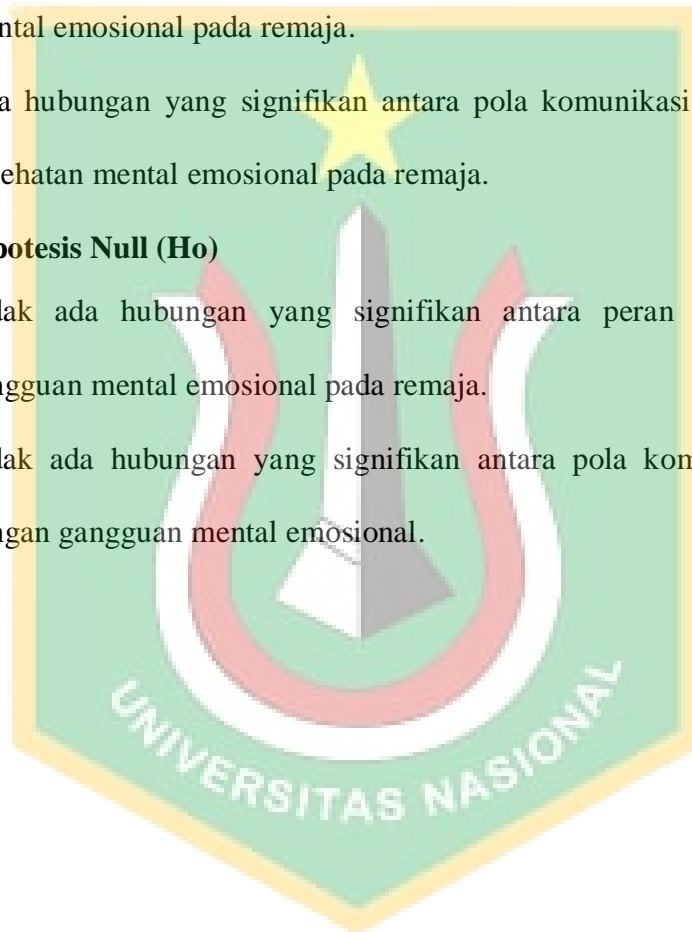 ntal emosional pada remaja.
a hubungan yang signifikan antara pola komunikasi
ehatan mental emosional pada remaja.
potesis Null (Ho)
dak ada hubungan yang signifikan antara peran
ngguan mental emosional pada remaja.
dak ada hubungan yang signifikan antara pola kom
ngan gangguan mental emosional.
UNIVERSITAS NASIONAL